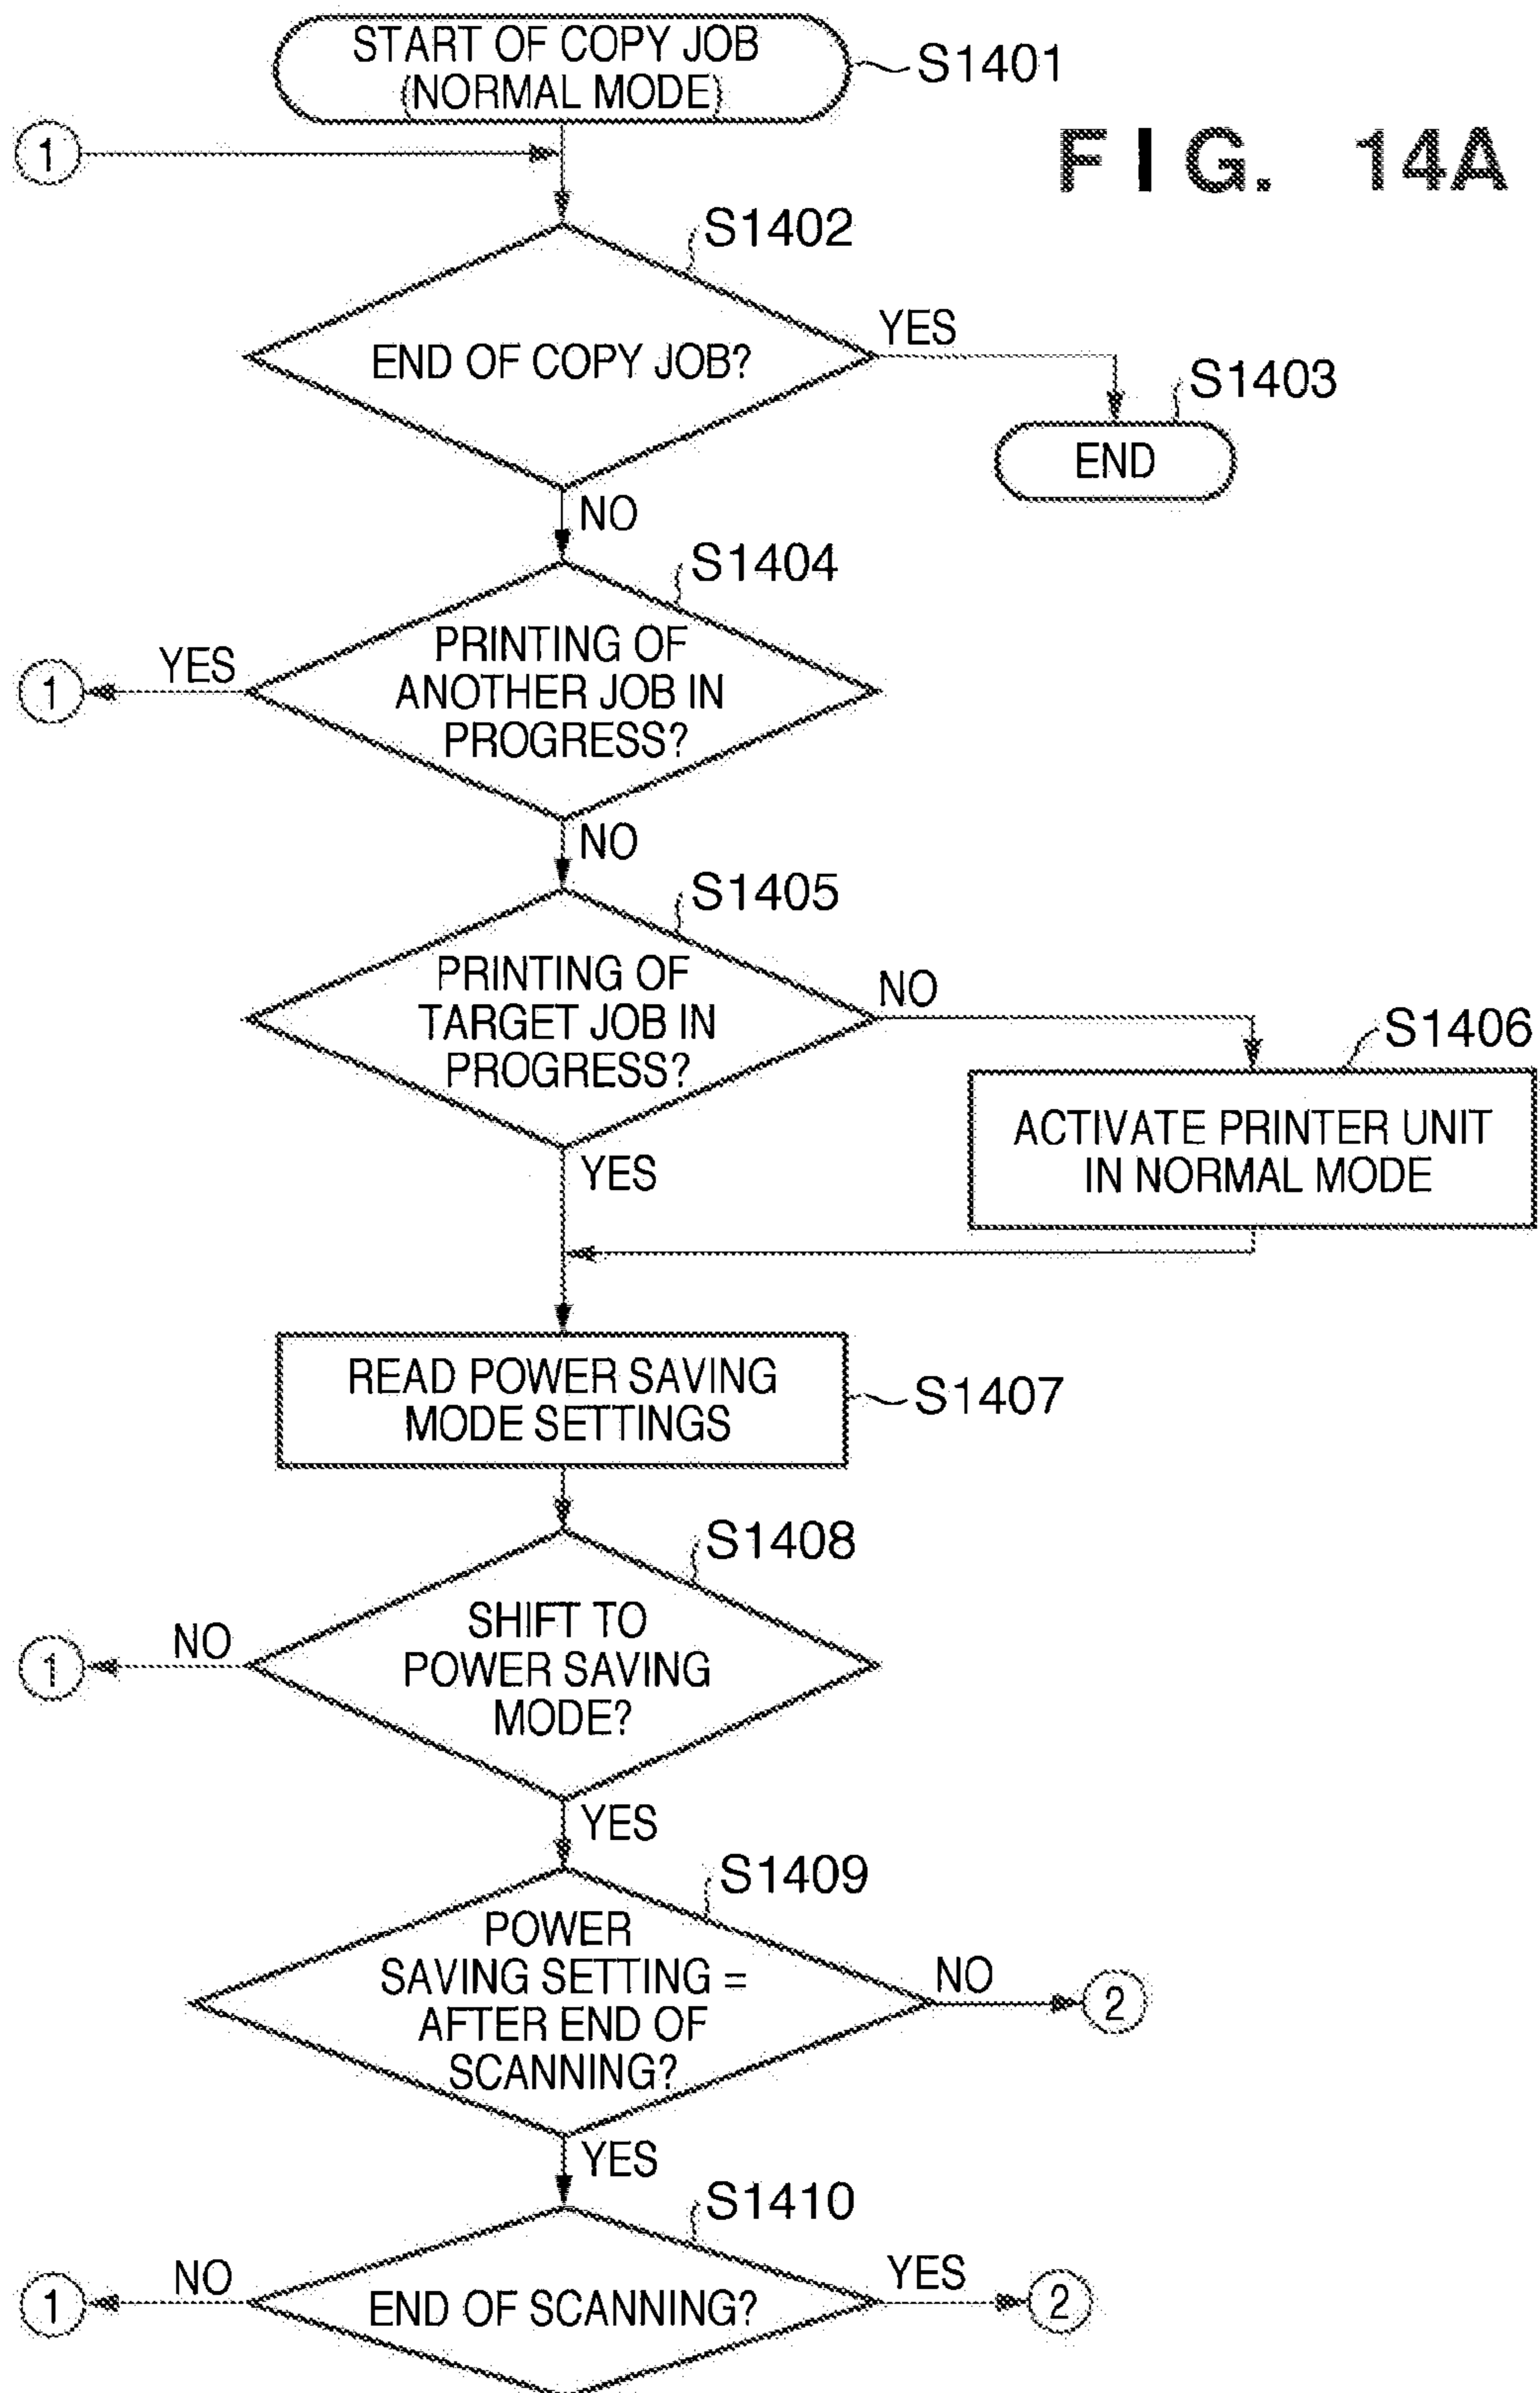 START OF COPY JOB
(NORMAL MODE)
S1401
1
FIG. 14A
S1402
END OF COPY JOB?
YES
S1403
END
NO
S1404
PRINTING OF
ANOTHER JOB IN
PROGRESS?
YES
1
NO
S1405
PRINTING OF
TARGET JOB IN
PROGRESS?
NO
S1406
ACTIVATE PRINTER UNIT
IN NORMAL MODE
YES
READ POWER SAVING
MODE SETTINGS
S1407
S1408
SHIFT TO
POWER SAVING
MODE?
NO
1
YES
S1409
POWER
SAVING SETTING =
AFTER END OF
SCANNING?
NO
2
YES
S1410
END OF SCANNING?
NO
1
YES
2